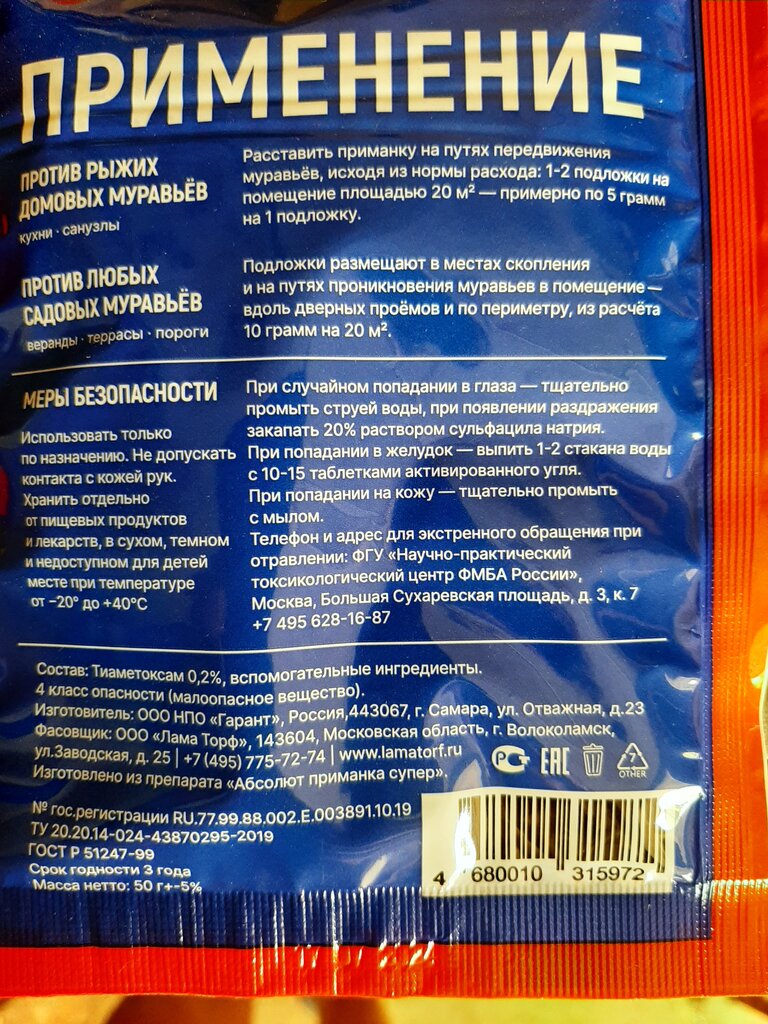 ПРИМЕНЕНИЕ
ПРОТИВ РЫЖИХ
ДОМОВЫХ МУРАВЬЁВ
кухни · санузлы
Расставить приманку на путях передвижения
муравьёв, исходя из нормы расхода: 1-2 подложки на
помещение площадью 20 м² — примерно по 5 грамм
на 1 подложку.
ПРОТИВ ЛЮБЫХ
САДОВЫХ МУРАВЬЁВ
веранды · террасы · пороги
Подложки размещают в местах скопления
и на путях проникновения муравьев в помещение —
вдоль дверных проёмов и по периметру, из расчёта
10 грамм на 20 м².
МЕРЫ БЕЗОПАСНОСТИ
Использовать только
по назначению. Не допускать
контакта с кожей рук.
Хранить отдельно
от пищевых продуктов
и лекарств, в сухом, темном
и недоступном для детей
месте при температуре
от -20° до +40°С
При случайном попадании в глаза — тщательно
промыть струей воды, при появлении раздражения
закапать 20% раствором сульфацила натрия.
При попадании в желудок — выпить 1-2 стакана воды
с 10-15 таблетками активированного угля.
При попадании на кожу — тщательно промыть
с мылом.
Телефон и адрес для экстренного обращения при
отравлении: ФГУ «Научно-практический
токсикологический центр ФМБА России»,
Москва, Большая Сухаревская площадь, д. 3, к. 7
+7 495 628-16-87
Состав: Тиаметоксам 0,2%, вспомогательные ингредиенты.
4 класс опасности (малоопасное вещество).
Изготовитель: ООО НПО «Гарант», Россия,443067, г. Самара, ул. Отважная, д.23
Фасовщик: ООО «Лама Торф», 143604, Московская область, г. Волоколамск,
ул.Заводская, д. 25 | +7 (495) 775-72-74 | www.lamatorf.ru
Изготовлено из препарата «Абсолют приманка супер».
РСТ ЕАС 7
OTHER
№ гос.регистрации RU.77.99.88.002.Е.003891.10.19
ТУ 20.20.14-024-43870295-2019
ГОСТ Р 51247-99
Срок годности 3 года
Масса нетто: 50 г+-5%
4 680010 315972